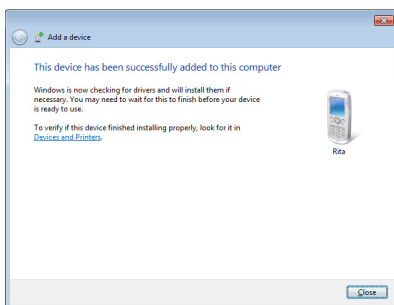 Add a device
This device has been successfully added to this computer
Windows is now checking for drivers and will install them if
necessary. You may need to wait for this to finish before your device
is ready to use.
To verify if this device finished installing properly, look for it in
Devices and Printers.
Rita
Close